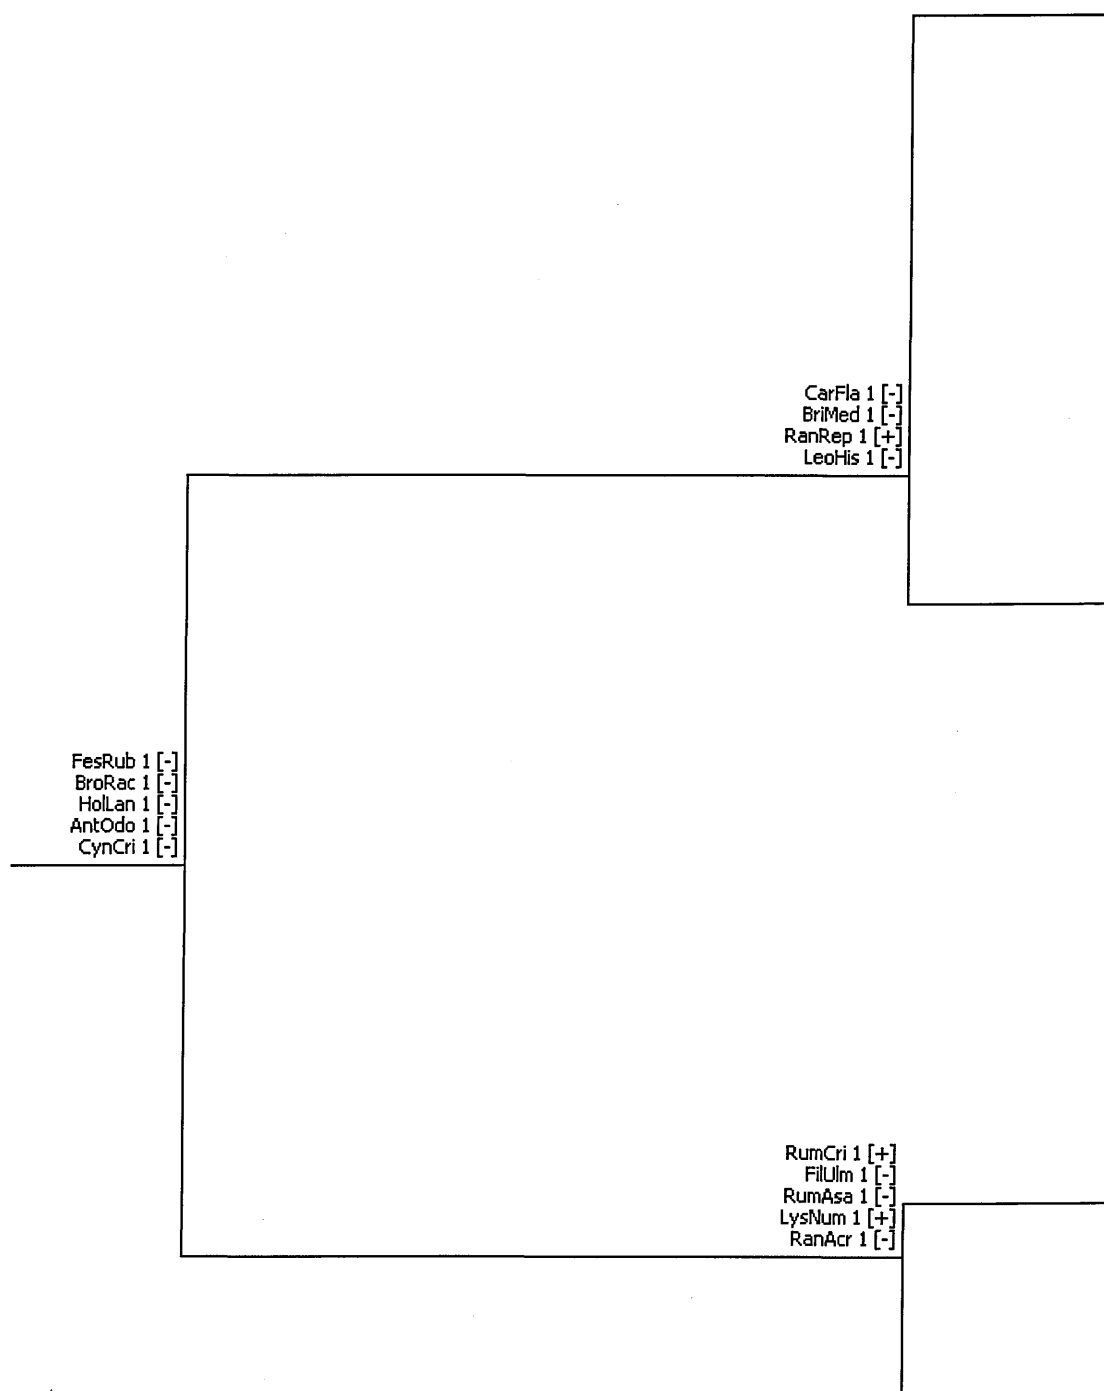 CarFla 1 [-]
BriMed 1 [-]
RanRep 1 [+]
LeoHis 1 [-]
FesRub 1 [-]
BroRac 1 [-]
HolLan 1 [-]
AntOdo 1 [-]
CynCri 1 [-]
RumCri 1 [+]
FilUlm 1 [-]
RumAsa 1 [-]
LysNum 1 [+]
RanAcr 1 [-]